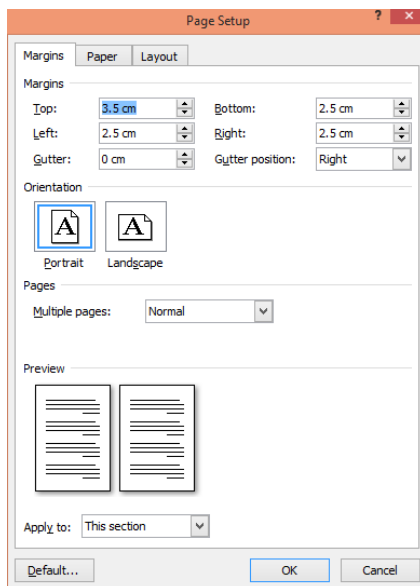 Page Setup ? ×
Margins Paper Layout
Margins
Top: 3.5 cm Bottom: 2.5 cm
Left: 2.5 cm Right: 2.5 cm
Gutter: 0 cm Gutter position: Right
Orientation
A A
Portrait Landscape
Pages
Multiple pages: Normal
Preview
Apply to: This section
Default... OK Cancel